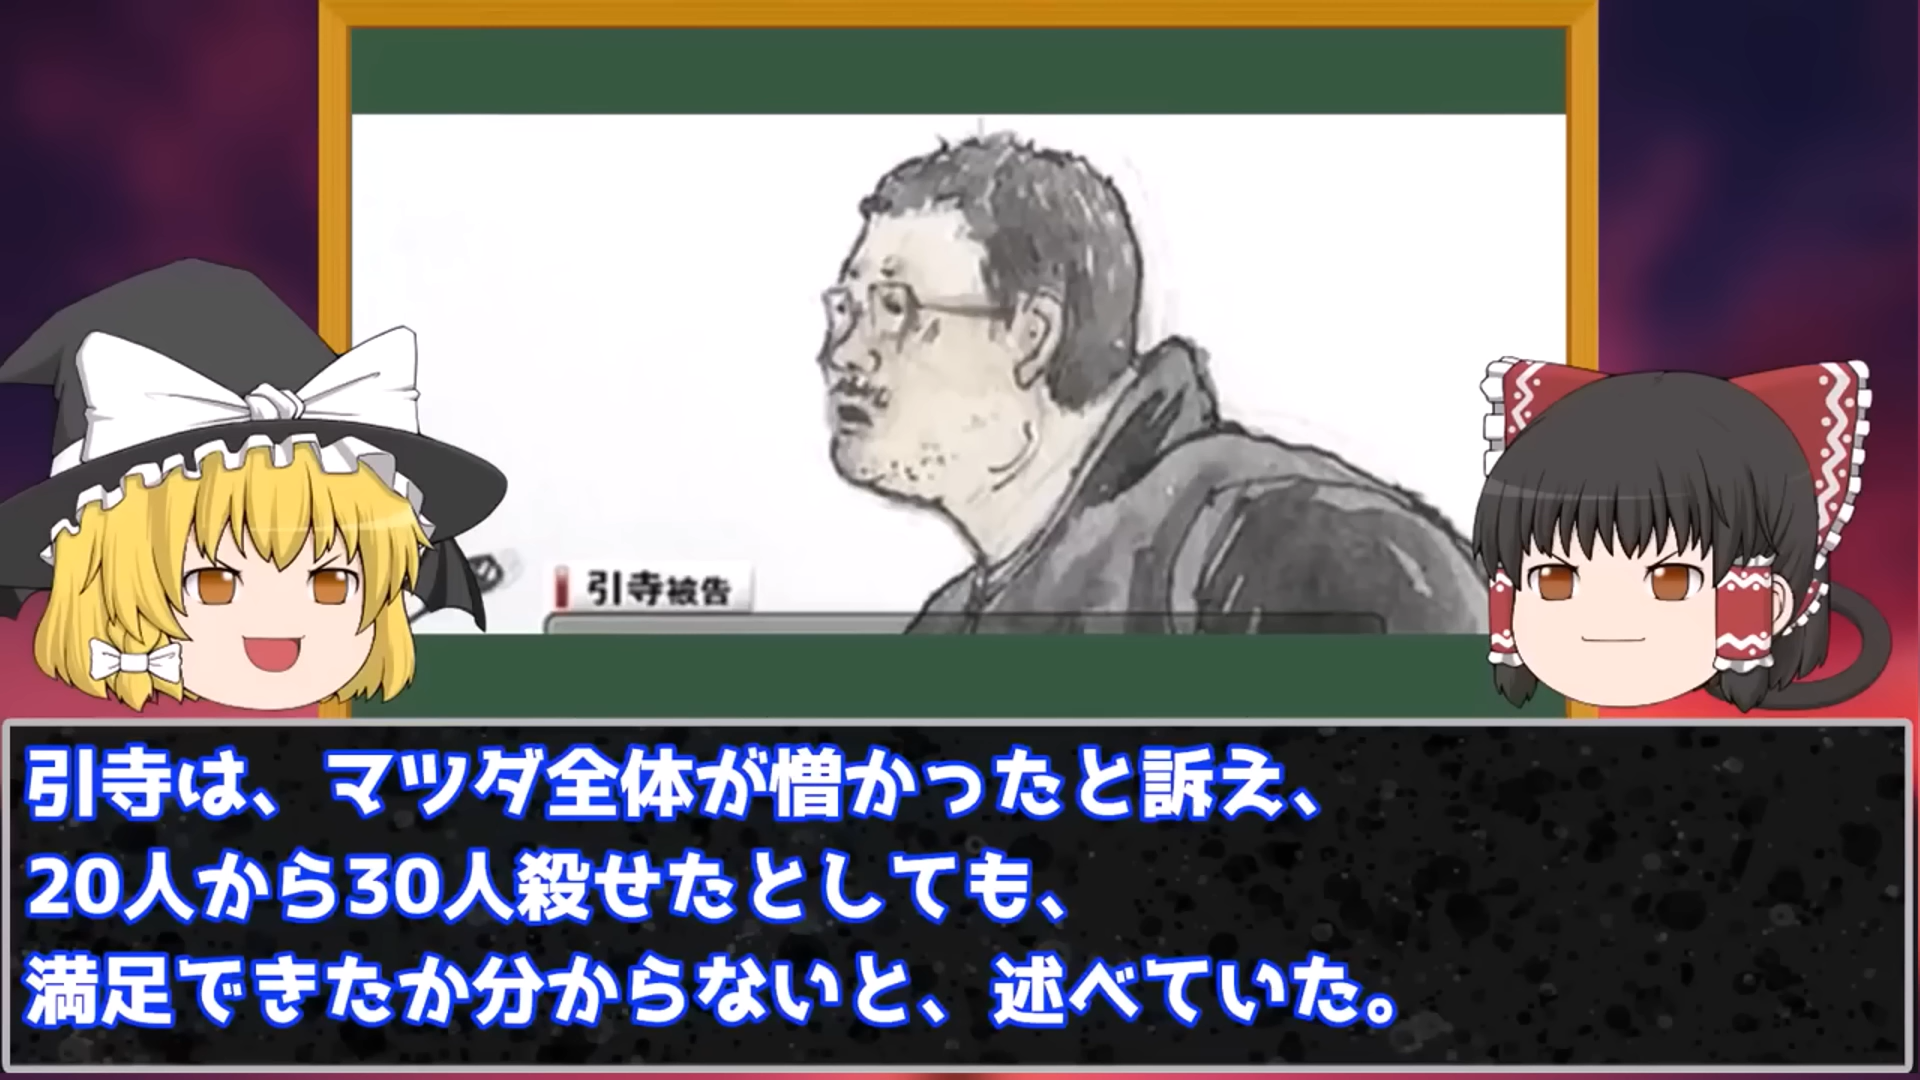 引寺被告
引寺は、マツダ全体が憎かったと訴え、
20人から30人殺せたとしても、
満足できたか分からないと、述べていた。